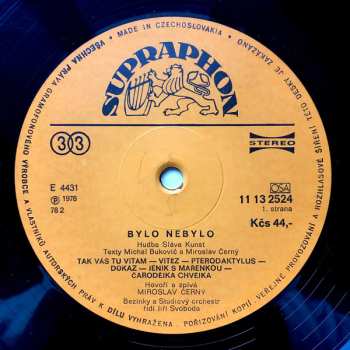 MADE IN CZECHOSLOVAKIA
VŠECHNA PRÁVA GRAMOFONOVÉHO VÝROBCE A VLASTNÍKŮ AUTORSKÝCH PRÁV K DÍLU VYHRAŽENA. POŘIZOVÁNÍ KOPIÍ - VEŘEJNÉ PROVOZOVÁNÍ A ROZHLASOVÉ ŠÍŘENÍ TÉTO DESKY JE ZAKÁZÁNO
SUPRAPHON
33
STEREO
E 4431
Ⓟ 1978
78 2
OSA
11 13 2524
1. strana
Kčs 44,-
BYLO NEBYLO
Hudba Sláva Kunst
Texty Michal Bukovič a Miroslav Černý
TAK VÁS TU VÍTÁM — VÍTĚZ — PTERODAKTYLUS —
DŮKAZ — JENÍK S MAŘENKOU —
ČARODĚJKA CHVEJKA
Hovoří a zpívá
MIROSLAV ČERNÝ
Bezinky a Studiový orchestr
řídí Jiří Svoboda